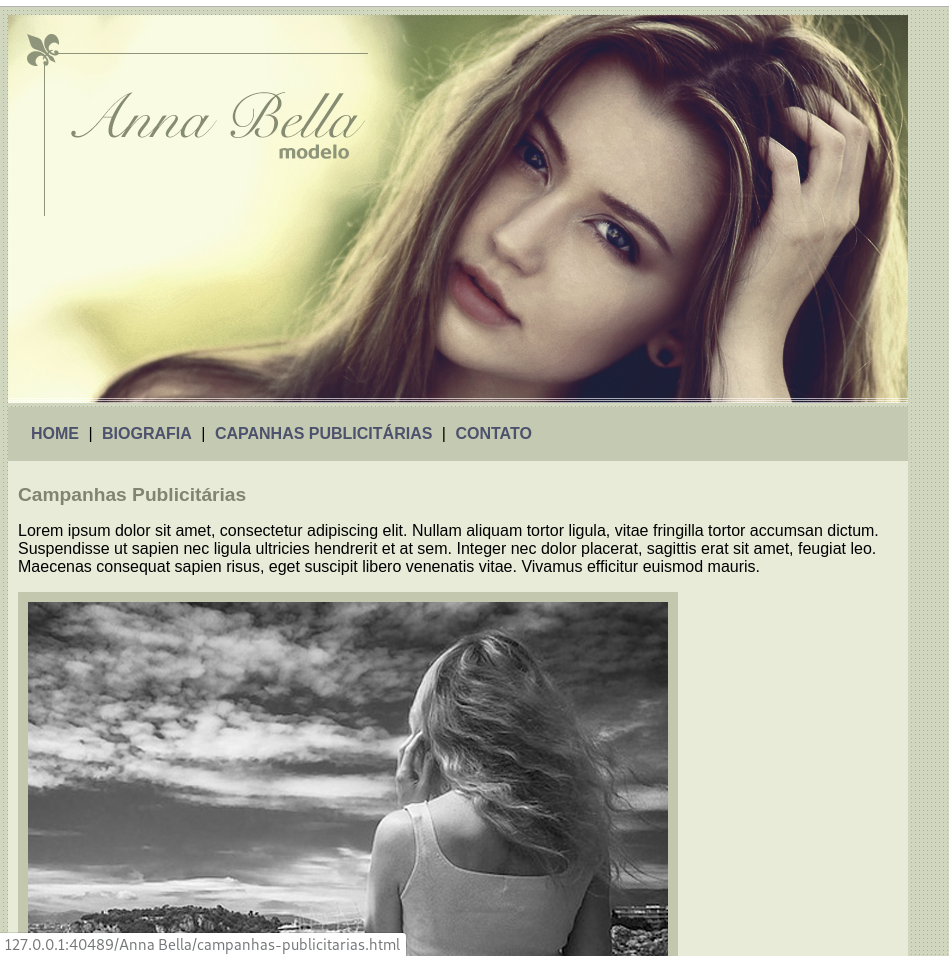 Anna Bella
modelo
HOME | BIOGRAFIA | CAPANHAS PUBLICITÁRIAS | CONTATO
Campanhas Publicitárias
Lorem ipsum dolor sit amet, consectetur adipiscing elit. Nullam aliquam tortor ligula, vitae fringilla tortor accumsan dictum.
Suspendisse ut sapien nec ligula ultricies hendrerit et at sem. Integer nec dolor placerat, sagittis erat sit amet, feugiat leo.
Maecenas consequat sapien risus, eget suscipit libero venenatis vitae. Vivamus efficitur euismod mauris.
127.0.0.1:40489/Anna Bella/campanhas-publicitarias.html